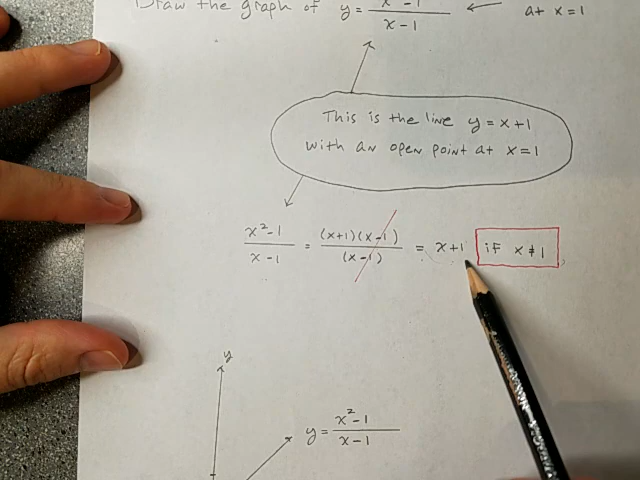 Draw the graph of y = x²-1 / x-1 ← at x=1
This is the line y=x+1
with an open point at x=1
x²-1 / x-1 = (x+1)(x-1) / (x-1) = x+1 if x≠1
y
y = x²-1 / x-1